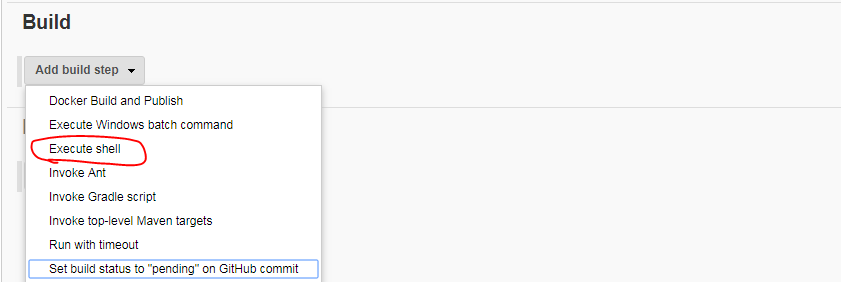 Build
Add build step
Docker Build and Publish
Execute Windows batch command
Execute shell
Invoke Ant
Invoke Gradle script
Invoke top-level Maven targets
Run with timeout
Set build status to "pending" on GitHub commit